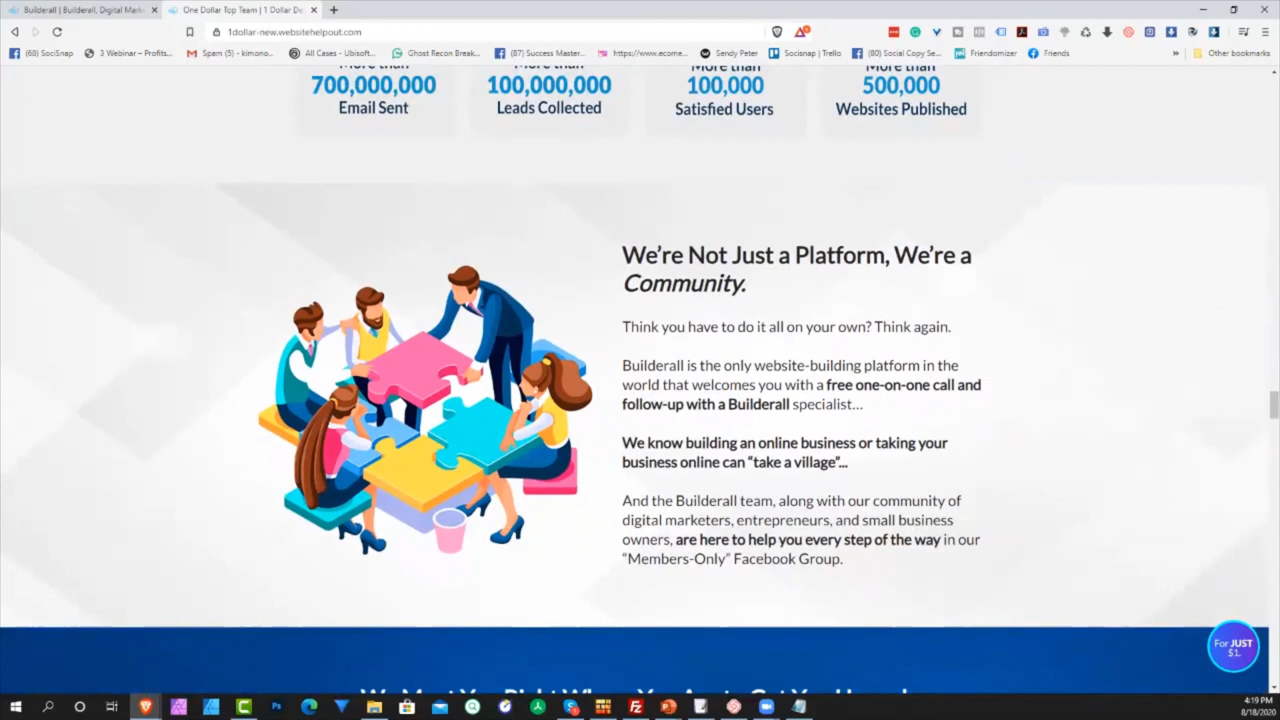 Builderall | Builderall, Digital Mark
One Dollar Top Team | 1 Dollar Do
1dollar-new.websitehelpout.com
(68) SociSnap
3 Webinar – Profits...
Spam (5) - kimono...
All Cases - Ubisoft...
Ghost Recon Break...
(87) Success Master...
https://www.ecome...
Sendy Peter
Socisnap | Trello
(80) Social Copy Se...
Friendomizer
Friends
»
Other bookmarks
More than
More than
More than
More than
700,000,000
100,000,000
100,000
500,000
Email Sent
Leads Collected
Satisfied Users
Websites Published
We're Not Just a Platform, We're a
Community.
Think you have to do it all on your own? Think again.
Builderall is the only website-building platform in the
world that welcomes you with a free one-on-one call and
follow-up with a Builderall specialist...
We know building an online business or taking your
business online can "take a village"...
And the Builderall team, along with our community of
digital marketers, entrepreneurs, and small business
owners, are here to help you every step of the way in our
"Members-Only" Facebook Group.
For JUST
$1.
4:19 PM
8/18/2020